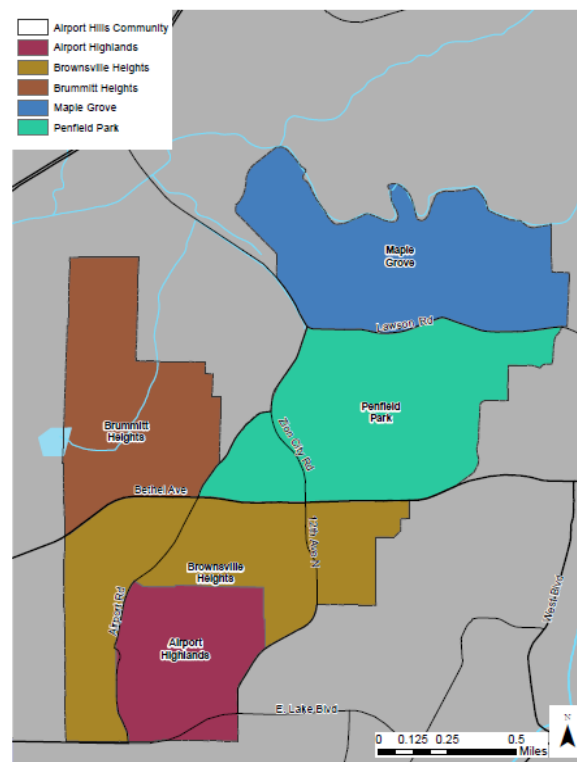 Airport Hills Community
Airport Highlands
Brownsville Heights
Brummitt Heights
Maple Grove
Penfield Park
Maple
Grove
Lawson Rd
Penfield
Park
Brummitt
Heights
Zion City Rd
Bethel Ave
Brownsville
Heights
Airport Rd
Airport
Highlands
West Blvd
E. Lake Blvd
N
0 0.125 0.25 0.5
Miles